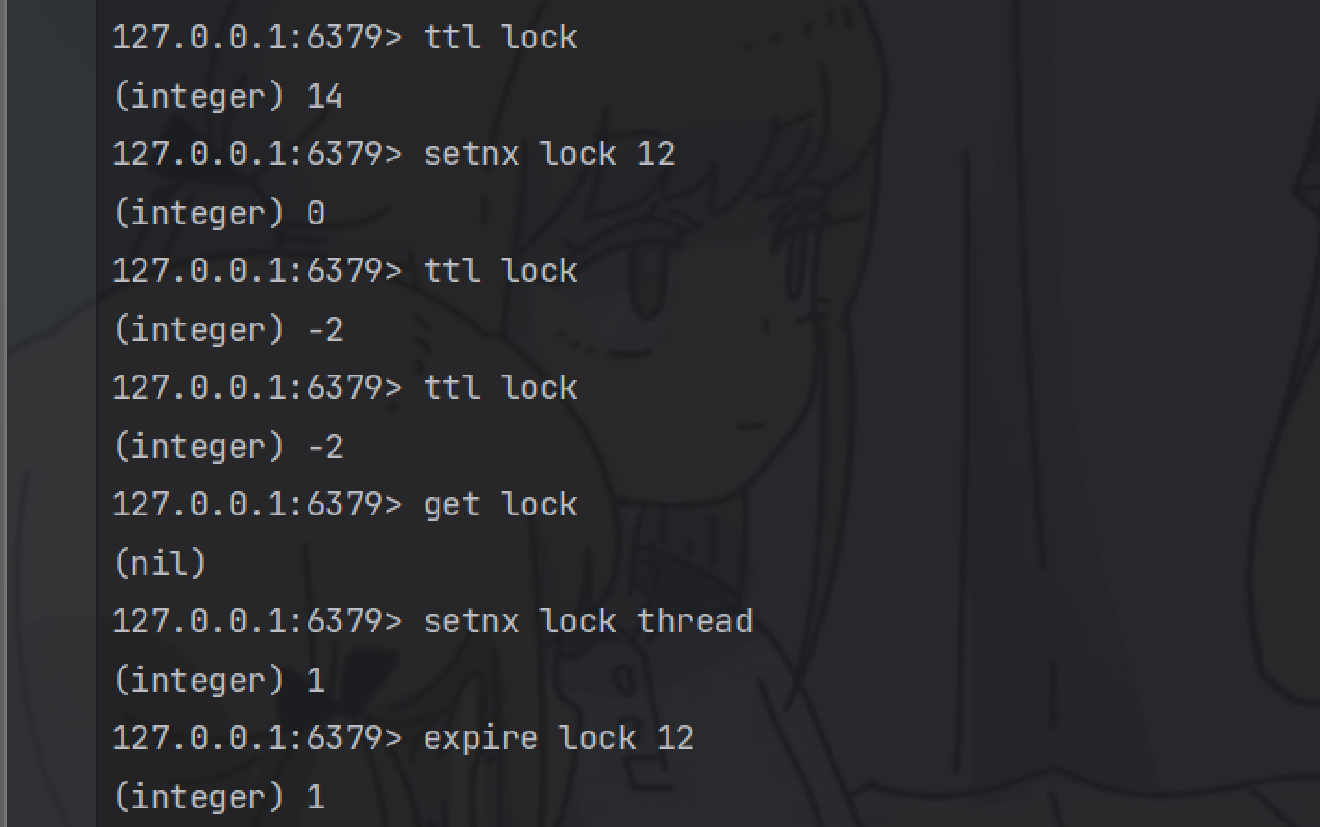 127.0.0.1:6379> ttl lock
(integer) 14
127.0.0.1:6379> setnx lock 12
(integer) 0
127.0.0.1:6379> ttl lock
(integer) -2
127.0.0.1:6379> ttl lock
(integer) -2
127.0.0.1:6379> get lock
(nil)
127.0.0.1:6379> setnx lock thread
(integer) 1
127.0.0.1:6379> expire lock 12
(integer) 1